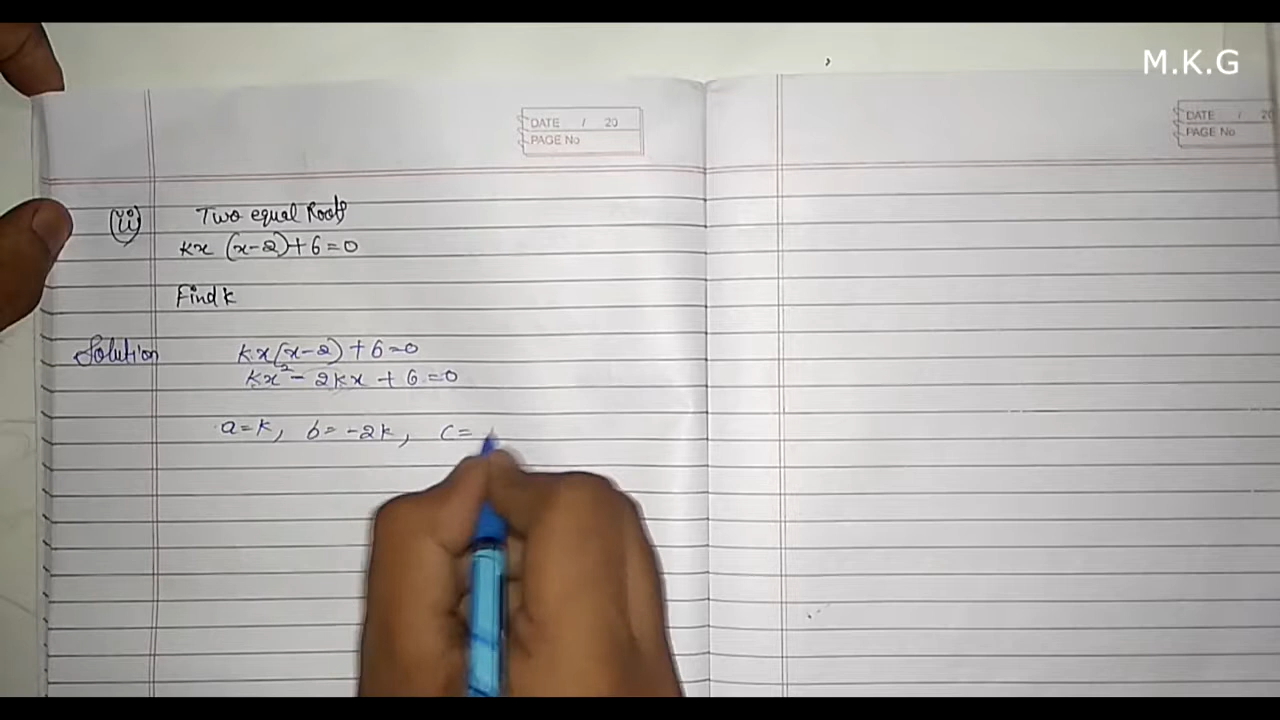 M.K.G
DATE / 20
PAGE No
DATE / 20
PAGE No
(ii) Two equal Roots
kx (x-2)+6=0
Find k
Solution kx(x-2)+6=0
kx² - 2kx + 6=0
a=k, b= -2k, c=